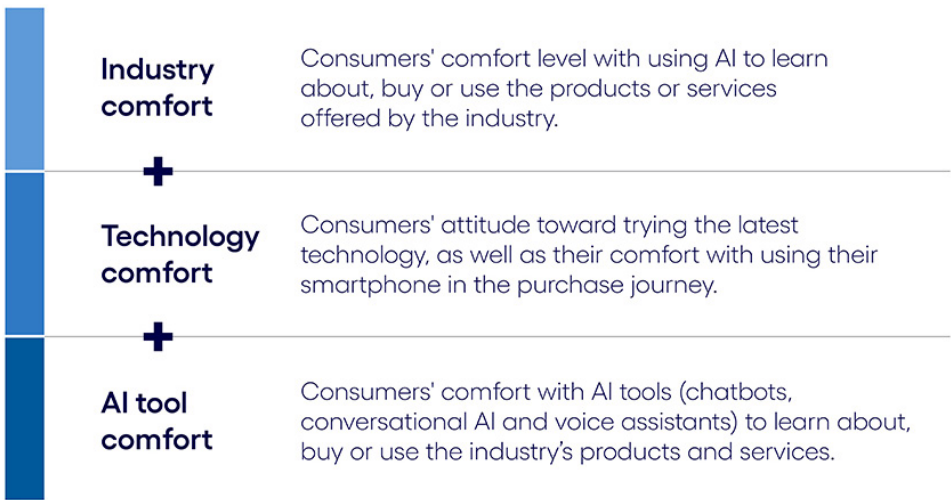 Industry
comfort
Consumers' comfort level with using AI to learn
about, buy or use the products or services
offered by the industry.
+
Technology
comfort
Consumers' attitude toward trying the latest
technology, as well as their comfort with using their
smartphone in the purchase journey.
+
AI tool
comfort
Consumers' comfort with AI tools (chatbots,
conversational AI and voice assistants) to learn about,
buy or use the industry’s products and services.